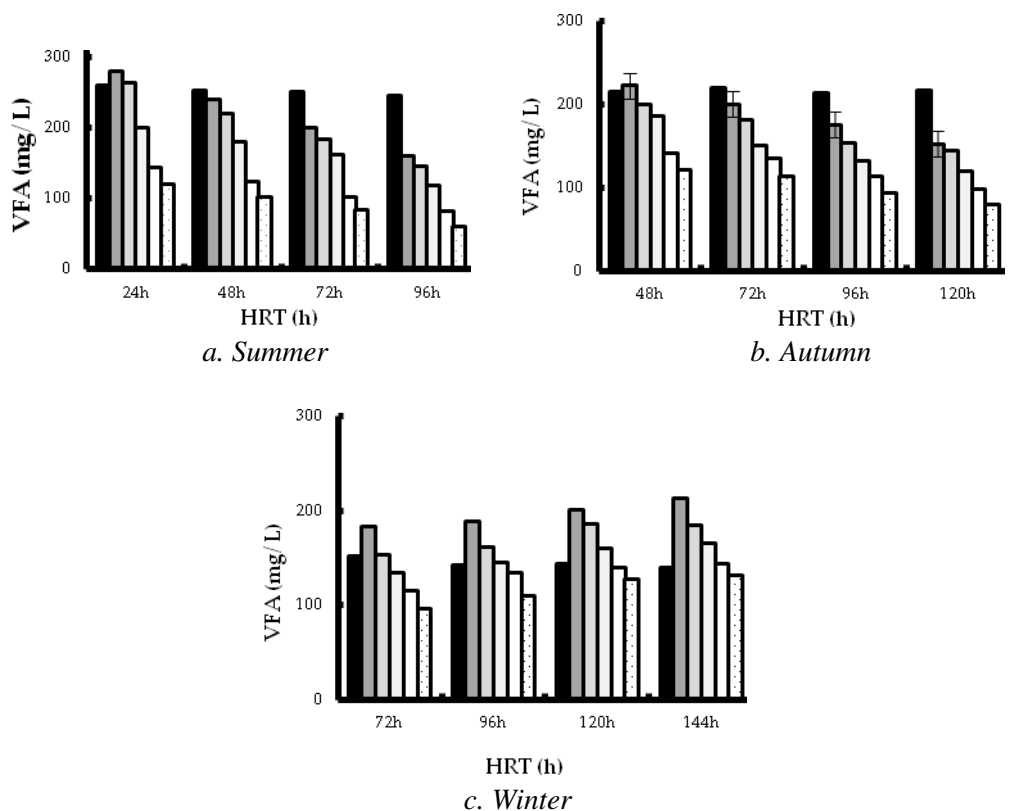 300
200
100
0
VFA (mg/ L)
24h 48h 72h 96h
HRT (h)
a. Summer
300
200
100
0
VFA (mg/ L)
48h 72h 96h 120h
HRT (h)
b. Autumn
300
200
100
0
VFA (mg/ L)
72h 96h 120h 144h
HRT (h)
c. Winter